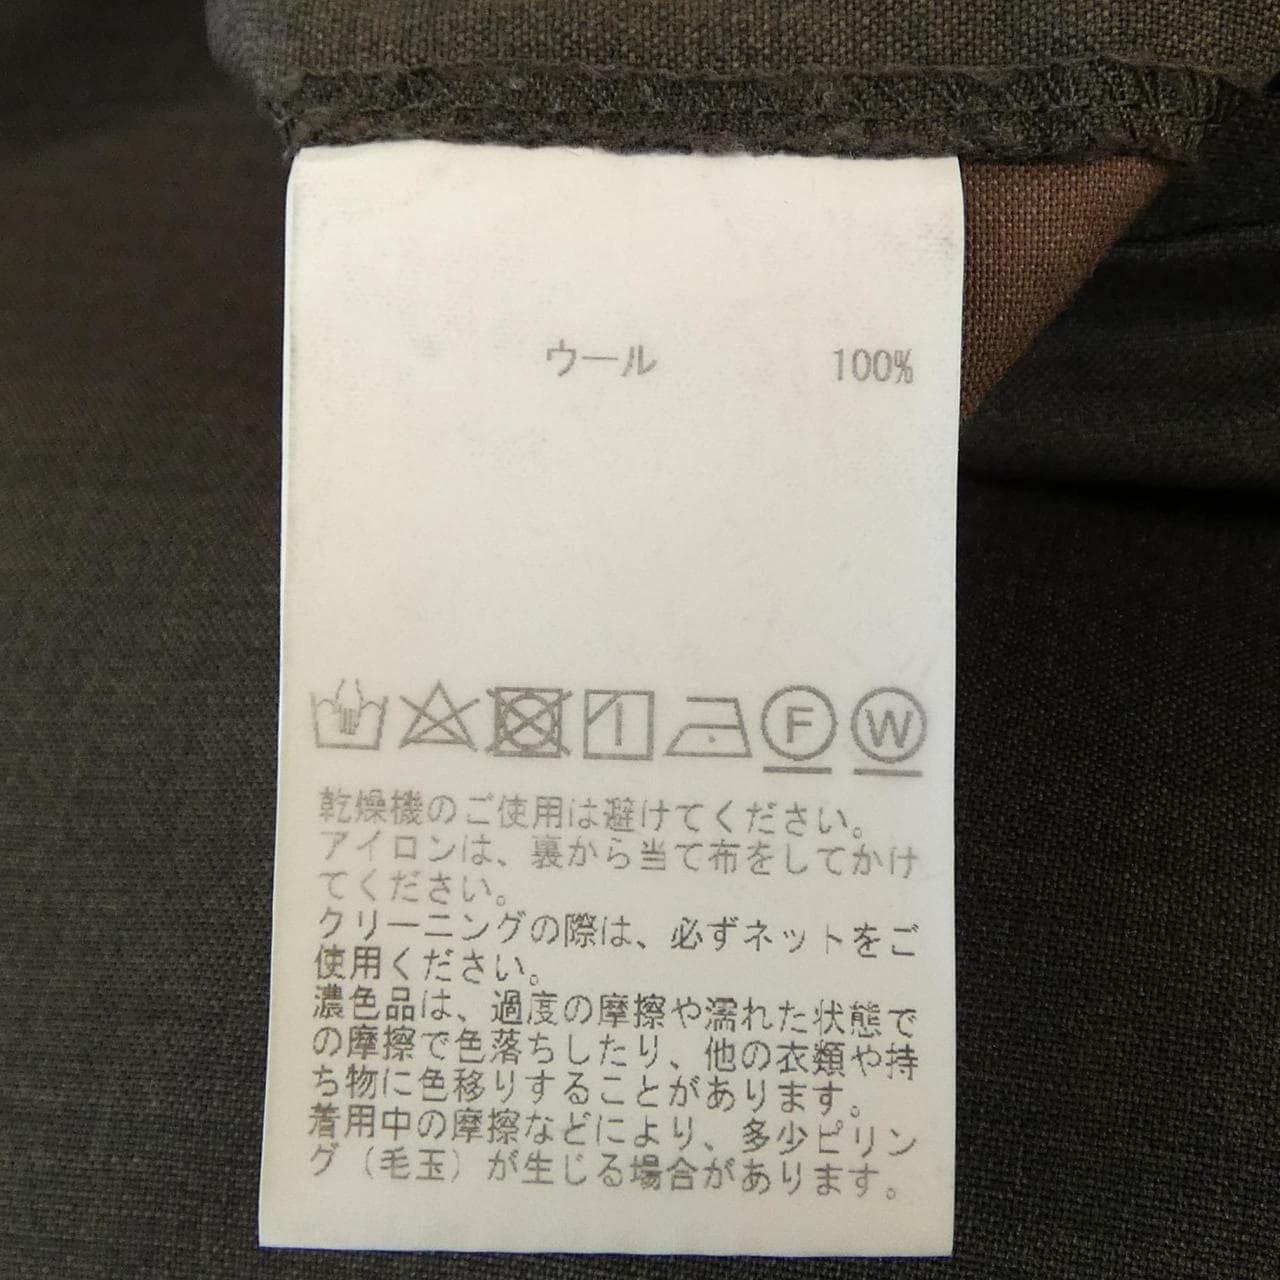 ウール 100%
F W
乾燥機のご使用は避けてください。
アイロンは、裏から当て布をしてかけ
てください。
クリーニングの際は、必ずネットをご
使用ください。
濃色品は、過度の摩擦や濡れた状態で
の摩擦で色落ちしたり、他の衣類や持
ち物に色移りすることがあります。
着用中の摩擦などにより、多少ピリン
グ（毛玉）が生じる場合があります。